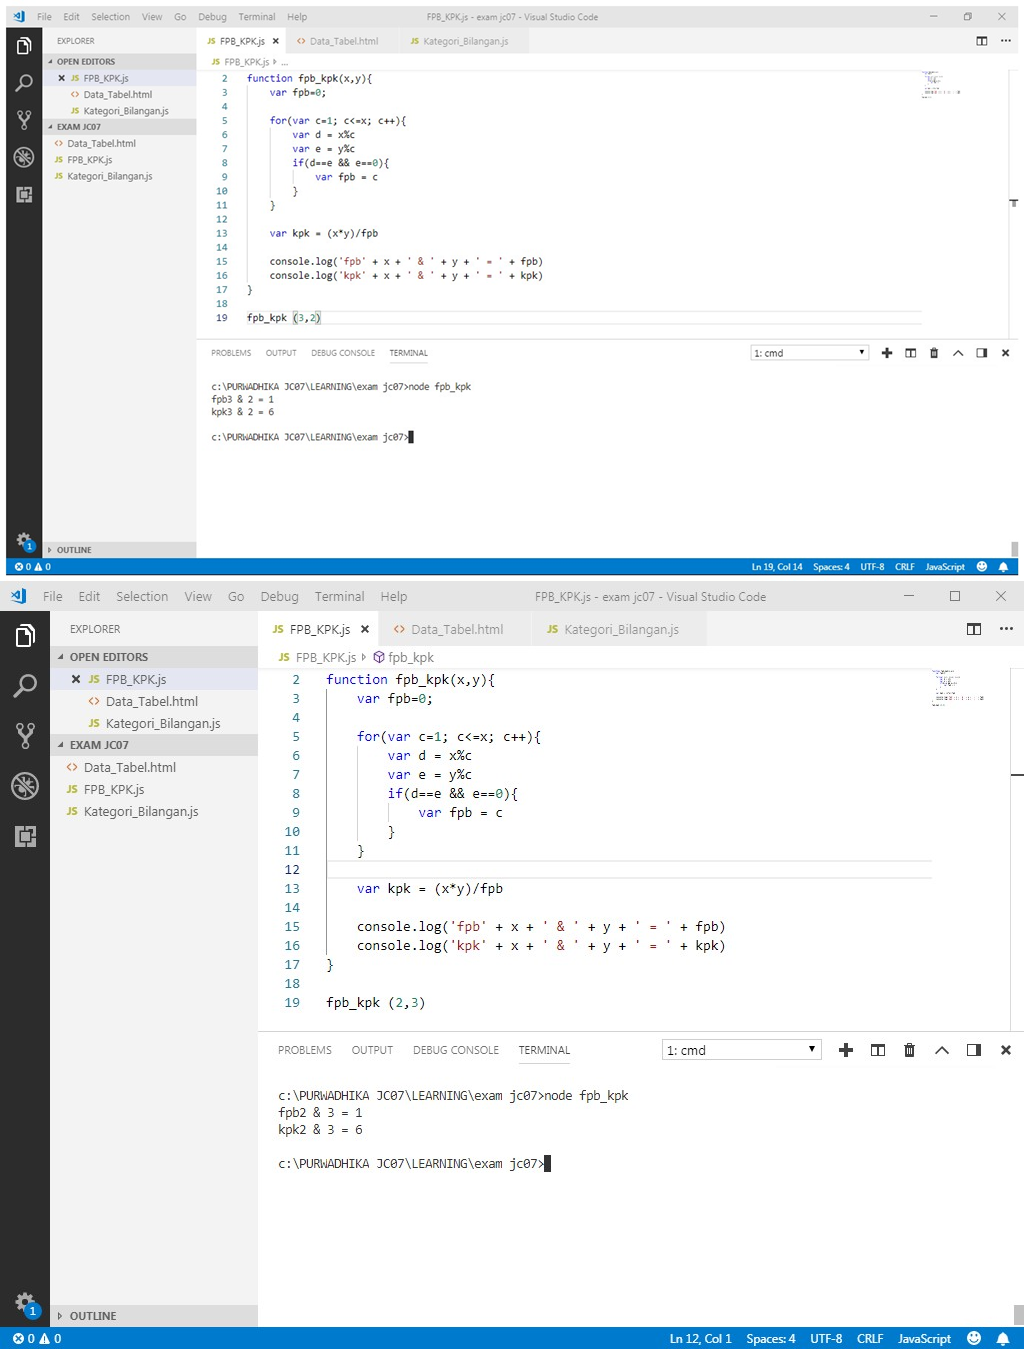 File Edit Selection View Go Debug Terminal Help FPB_KPK.js - exam jc07 - Visual Studio Code
EXPLORER
OPEN EDITORS
JS FPB_KPK.js
<> Data_Tabel.html
JS Kategori_Bilangan.js
EXAM JC07
<> Data_Tabel.html
JS FPB_KPK.js
JS Kategori_Bilangan.js
OUTLINE
1
JS FPB_KPK.js <> Data_Tabel.html JS Kategori_Bilangan.js
JS FPB_KPK.js ...
2 function fpb_kpk(x,y){
3 var fpb=0;
4
5 for(var c=1; c<=x; c++){
6 var d = x%c
7 var e = y%c
8 if(d==e && e==0){
9 var fpb = c
10 }
11 }
12
13 var kpk = (x*y)/fpb
14
15 console.log('fpb' + x + ' & ' + y + ' = ' + fpb)
16 console.log('kpk' + x + ' & ' + y + ' = ' + kpk)
17 }
18
19 fpb_kpk (3,2)
PROBLEMS OUTPUT DEBUG CONSOLE TERMINAL 1: cmd
c:\PURWADHIKA JC07\LEARNING\exam jc07>node fpb_kpk
fpb3 & 2 = 1
kpk3 & 2 = 6
c:\PURWADHIKA JC07\LEARNING\exam jc07>
0 0 Ln 19, Col 14 Spaces: 4 UTF-8 CRLF JavaScript
File Edit Selection View Go Debug Terminal Help FPB_KPK.js - exam jc07 - Visual Studio Code
EXPLORER
OPEN EDITORS
JS FPB_KPK.js
<> Data_Tabel.html
JS Kategori_Bilangan.js
EXAM JC07
<> Data_Tabel.html
JS FPB_KPK.js
JS Kategori_Bilangan.js
OUTLINE
1
JS FPB_KPK.js <> Data_Tabel.html JS Kategori_Bilangan.js
JS FPB_KPK.js fpb_kpk
2 function fpb_kpk(x,y){
3 var fpb=0;
4
5 for(var c=1; c<=x; c++){
6 var d = x%c
7 var e = y%c
8 if(d==e && e==0){
9 var fpb = c
10 }
11 }
12
13 var kpk = (x*y)/fpb
14
15 console.log('fpb' + x + ' & ' + y + ' = ' + fpb)
16 console.log('kpk' + x + ' & ' + y + ' = ' + kpk)
17 }
18
19 fpb_kpk (2,3)
PROBLEMS OUTPUT DEBUG CONSOLE TERMINAL 1: cmd
c:\PURWADHIKA JC07\LEARNING\exam jc07>node fpb_kpk
fpb2 & 3 = 1
kpk2 & 3 = 6
c:\PURWADHIKA JC07\LEARNING\exam jc07>
0 0 Ln 12, Col 1 Spaces: 4 UTF-8 CRLF JavaScript